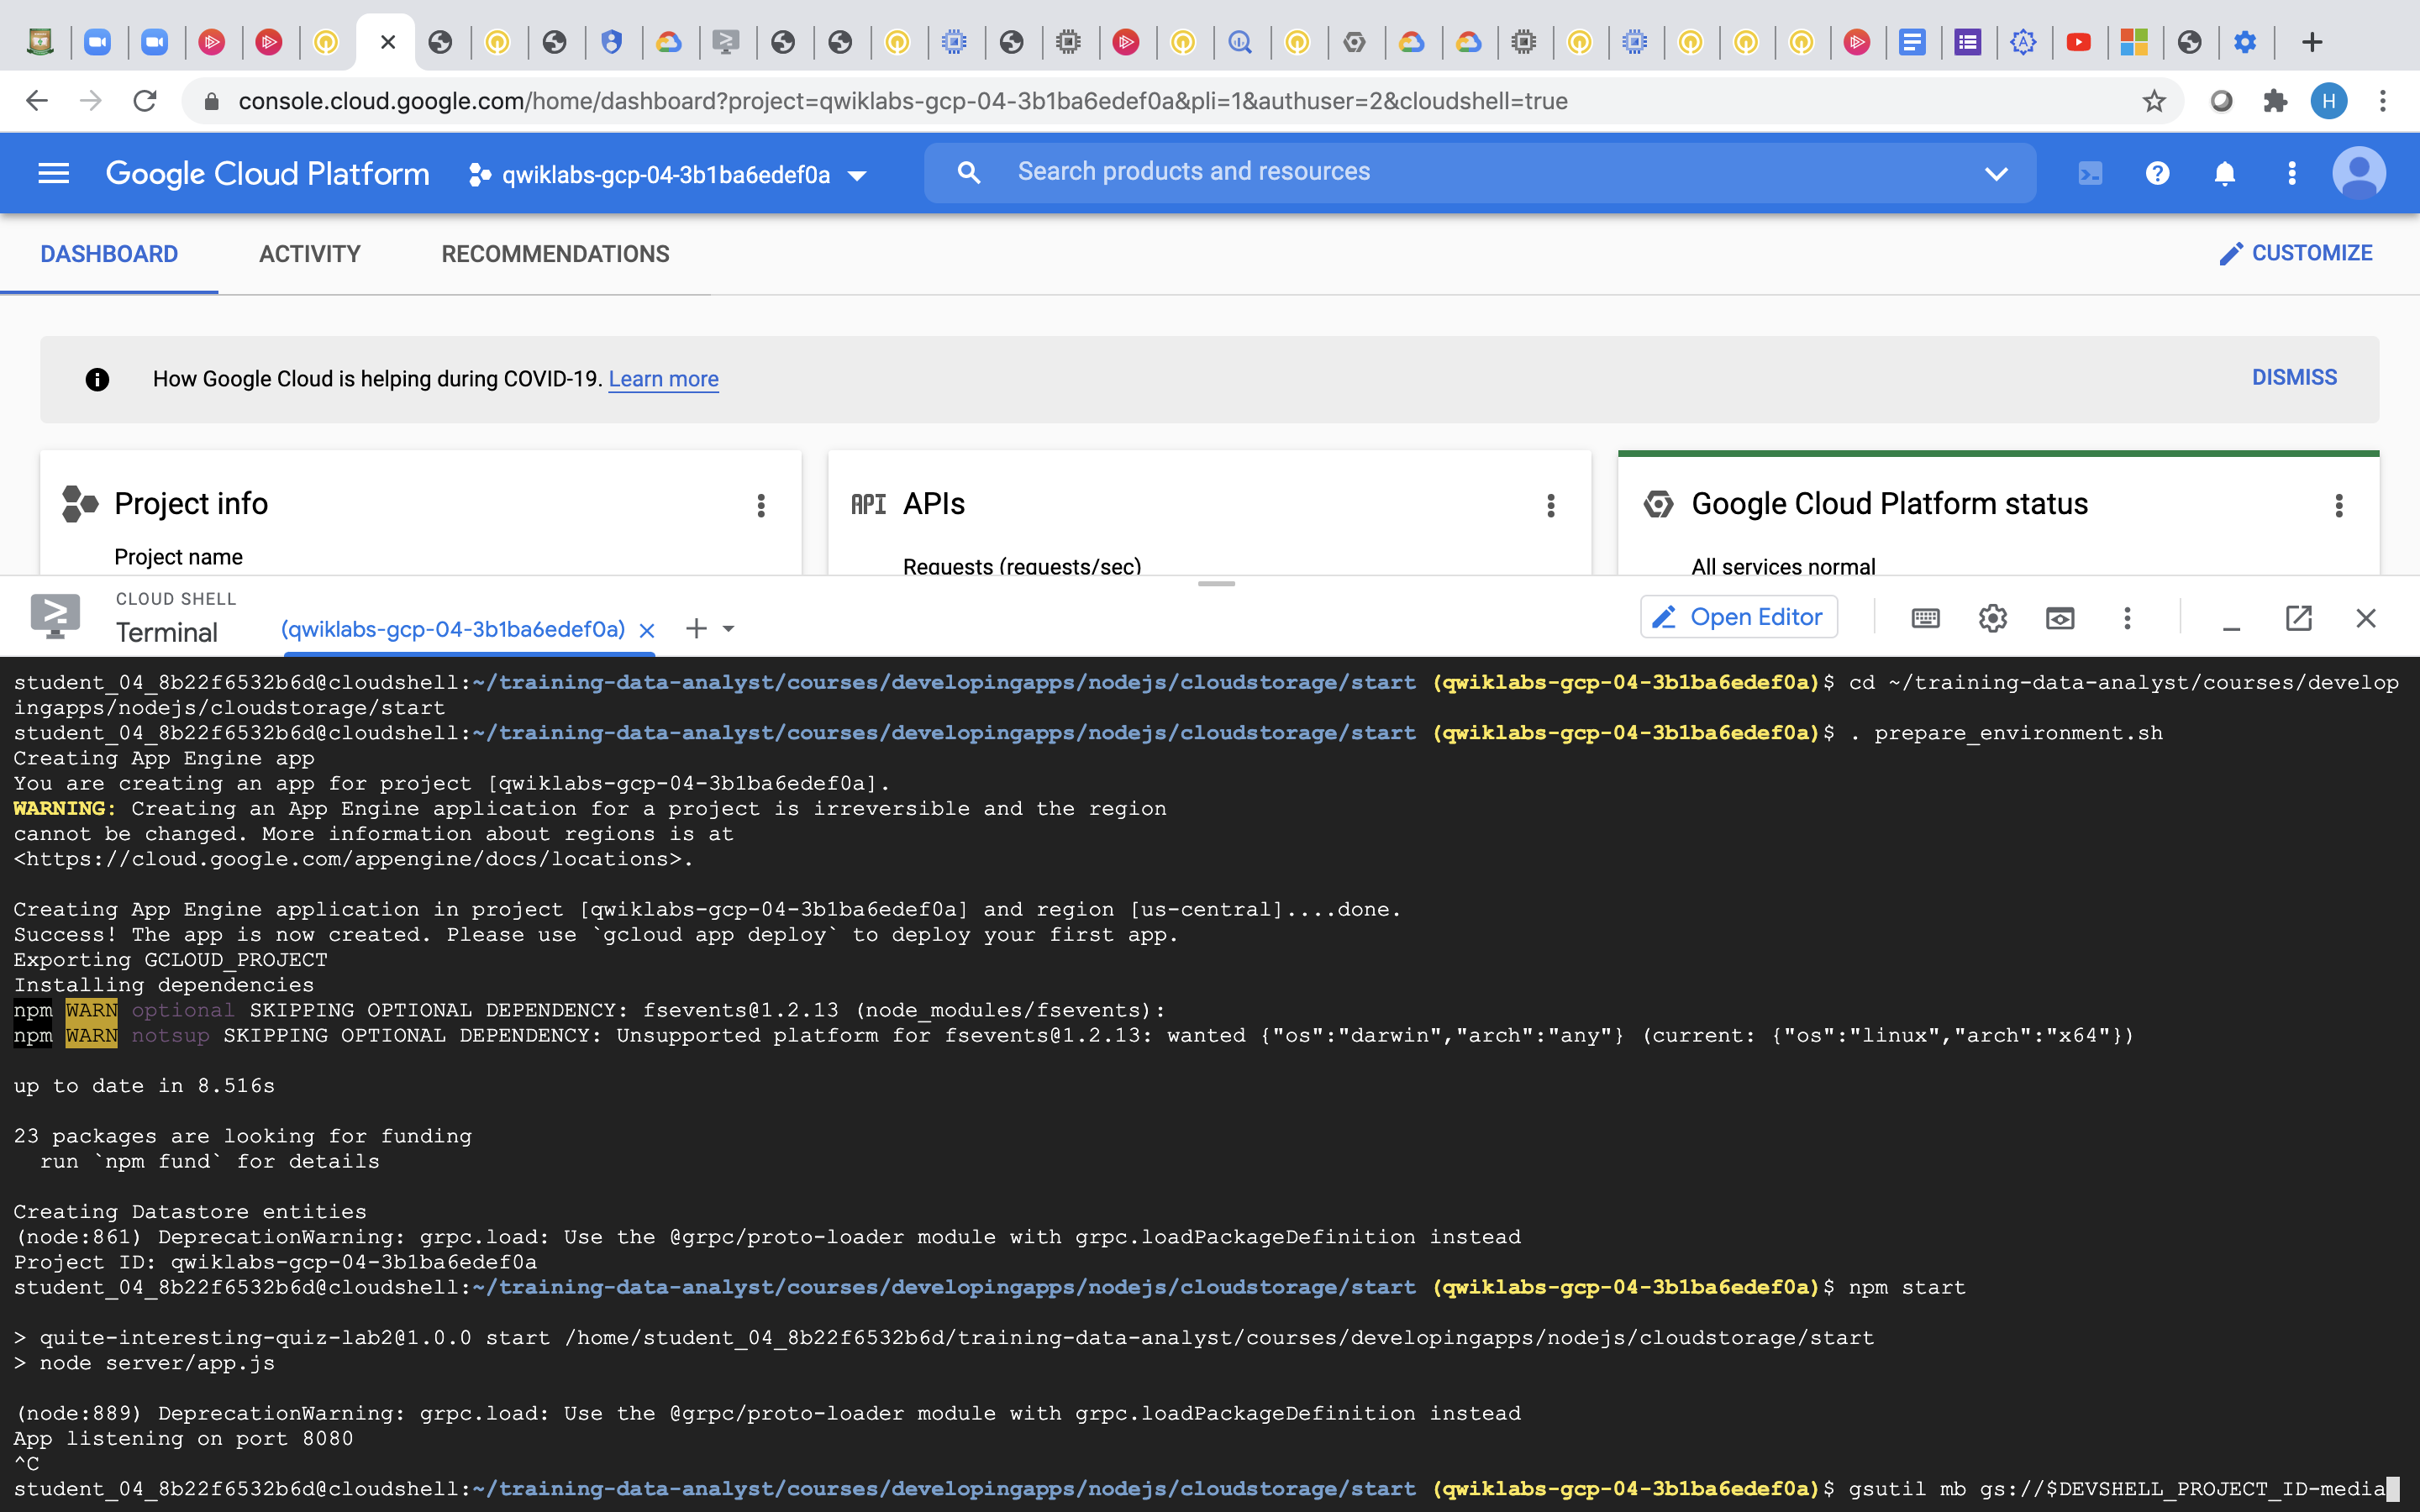 console.cloud.google.com/home/dashboard?project=qwiklabs-gcp-04-3b1ba6edef0a&pli=1&authuser=2&cloudshell=true
H
Google Cloud Platform
qwiklabs-gcp-04-3b1ba6edef0a
Search products and resources
DASHBOARD
ACTIVITY
RECOMMENDATIONS
CUSTOMIZE
How Google Cloud is helping during COVID-19. Learn more
DISMISS
Project info
API APIs
Google Cloud Platform status
Project name
Requests (requests/sec)
All services normal
CLOUD SHELL
Terminal
(qwiklabs-gcp-04-3b1ba6edef0a)
Open Editor
student_04_8b22f6532b6d@cloudshell:~/training-data-analyst/courses/developingapps/nodejs/cloudstorage/start (qwiklabs-gcp-04-3b1ba6edef0a)$ cd ~/training-data-analyst/courses/develop
ingapps/nodejs/cloudstorage/start
student_04_8b22f6532b6d@cloudshell:~/training-data-analyst/courses/developingapps/nodejs/cloudstorage/start (qwiklabs-gcp-04-3b1ba6edef0a)$ . prepare_environment.sh
Creating App Engine app
You are creating an app for project [qwiklabs-gcp-04-3b1ba6edef0a].
WARNING: Creating an App Engine application for a project is irreversible and the region
cannot be changed. More information about regions is at
<https://cloud.google.com/appengine/docs/locations>.
Creating App Engine application in project [qwiklabs-gcp-04-3b1ba6edef0a] and region [us-central]....done.
Success! The app is now created. Please use `gcloud app deploy` to deploy your first app.
Exporting GCLOUD_PROJECT
Installing dependencies
npm WARN optional SKIPPING OPTIONAL DEPENDENCY: fsevents@1.2.13 (node_modules/fsevents):
npm WARN notsup SKIPPING OPTIONAL DEPENDENCY: Unsupported platform for fsevents@1.2.13: wanted {"os":"darwin","arch":"any"} (current: {"os":"linux","arch":"x64"})
up to date in 8.516s
23 packages are looking for funding
run `npm fund` for details
Creating Datastore entities
(node:861) DeprecationWarning: grpc.load: Use the @grpc/proto-loader module with grpc.loadPackageDefinition instead
Project ID: qwiklabs-gcp-04-3b1ba6edef0a
student_04_8b22f6532b6d@cloudshell:~/training-data-analyst/courses/developingapps/nodejs/cloudstorage/start (qwiklabs-gcp-04-3b1ba6edef0a)$ npm start
> quite-interesting-quiz-lab2@1.0.0 start /home/student_04_8b22f6532b6d/training-data-analyst/courses/developingapps/nodejs/cloudstorage/start
> node server/app.js
(node:889) DeprecationWarning: grpc.load: Use the @grpc/proto-loader module with grpc.loadPackageDefinition instead
App listening on port 8080
^C
student_04_8b22f6532b6d@cloudshell:~/training-data-analyst/courses/developingapps/nodejs/cloudstorage/start (qwiklabs-gcp-04-3b1ba6edef0a)$ gsutil mb gs://$DEVSHELL_PROJECT_ID-media